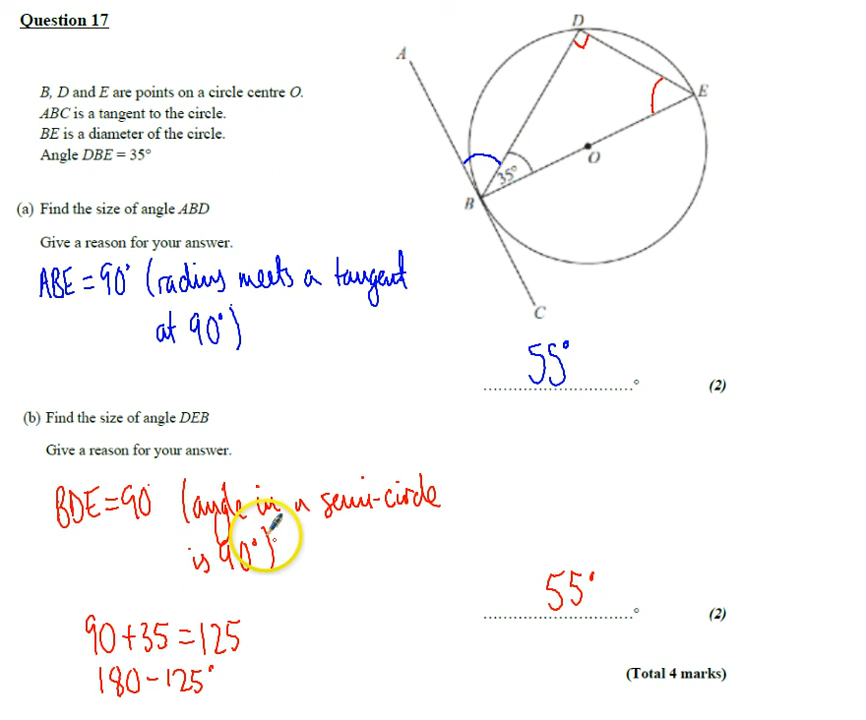 Question 17
B, D and E are points on a circle centre O.
ABC is a tangent to the circle.
BE is a diameter of the circle.
Angle DBE = 35°
A
D
E
O
35°
B
C
(a) Find the size of angle ABD
Give a reason for your answer.
ABE = 90° (radius meets a tangent
at 90°)
55°
....................................° (2)
(b) Find the size of angle DEB
Give a reason for your answer.
BDE = 90 (angle in a semi-circle
is 90°)
55°
....................................° (2)
90 + 35 = 125
180 - 125°
(Total 4 marks)